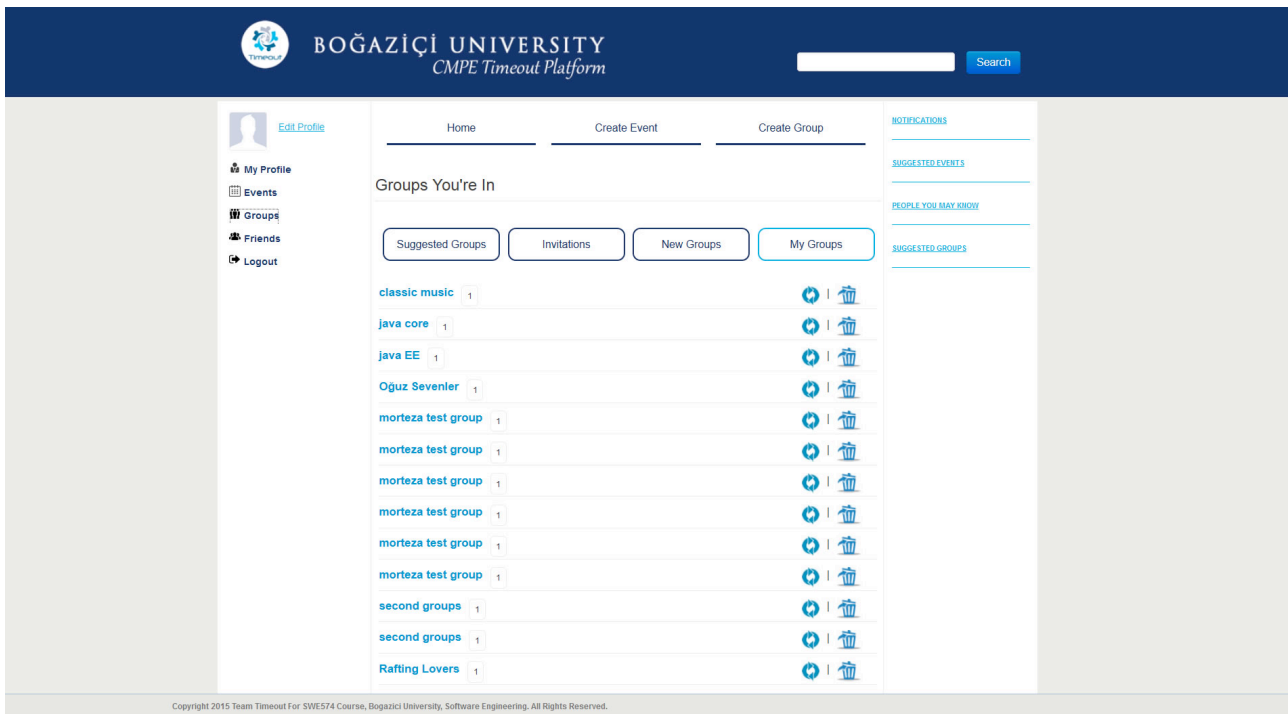 Timeout
BOĞAZİÇİ UNIVERSITY
CMPE Timeout Platform
Search
Edit Profile
My Profile
Events
Groups
Friends
Logout
Home Create Event Create Group
Groups You're In
Suggested Groups Invitations New Groups My Groups
classic music 1
java core 1
java EE 1
Oğuz Sevenler 1
morteza test group 1
morteza test group 1
morteza test group 1
morteza test group 1
morteza test group 1
morteza test group 1
second groups 1
second groups 1
Rafting Lovers 1
NOTIFICATIONS
SUGGESTED EVENTS
PEOPLE YOU MAY KNOW
SUGGESTED GROUPS
Copyright 2015 Team Timeout For SWE574 Course, Bogazici University, Software Engineering. All Rights Reserved.